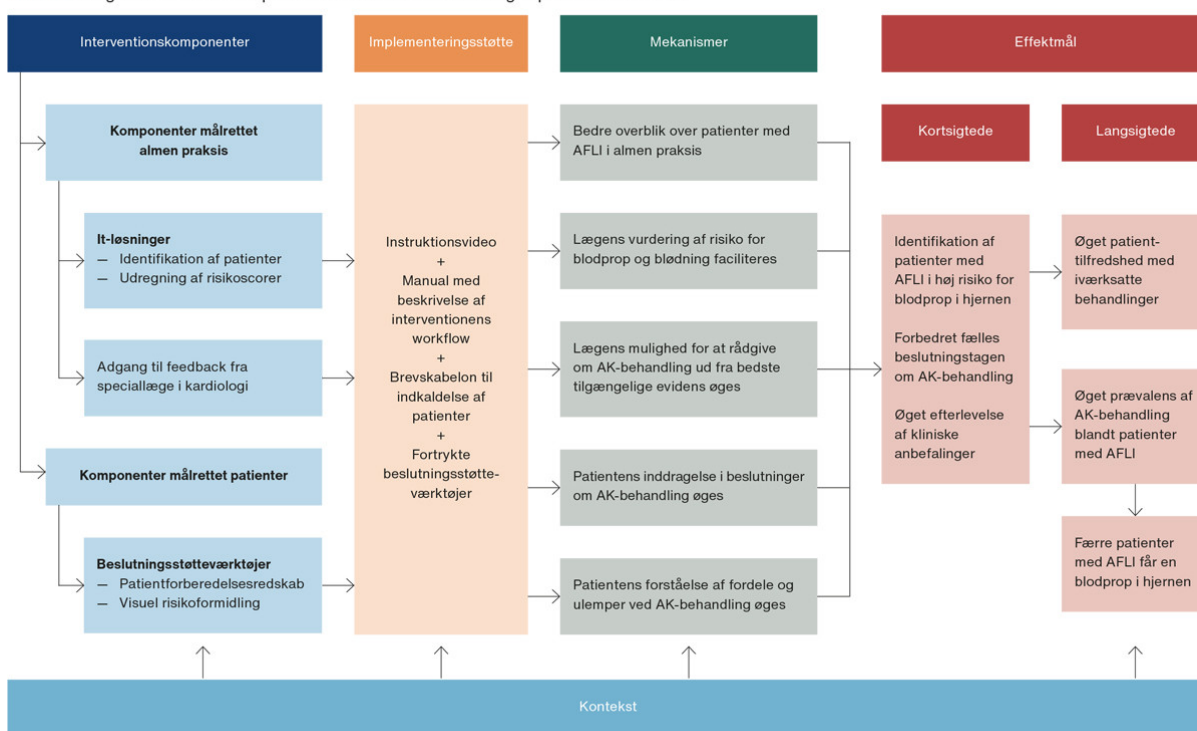 Interventionskomponenter
Implementeringsstøtte
Mekanismer
Effektmål
Komponenter målrettet
almen praksis
It-løsninger
— Identifikation af patienter
— Udregning af risikoscorer
Adgang til feedback fra
speciallæge i kardiologi
Komponenter målrettet patienter
Beslutningsstøtteværktøjer
— Patientforberedelsesredskab
— Visuel risikoformidling
Instruktionsvideo
+
Manual med
beskrivelse af
interventionens
workflow
+
Brevskabelon til
indkaldelse af
patienter
+
Fortrykte
beslutningsstøtte-
værktøjer
Bedre overblik over patienter med
AFLI i almen praksis
Lægens vurdering af risiko for
blodprop og blødning faciliteres
Lægens mulighed for at rådgive
om AK-behandling ud fra bedste
tilgængelige evidens øges
Patientens inddragelse i beslutninger
om AK-behandling øges
Patientens forståelse af fordele og
ulemper ved AK-behandling øges
Kortsigtede
Langsigtede
Identifikation af
patienter med
AFLI i høj risiko for
blodprop i hjernen
Forbedret fælles
beslutningstagen
om AK-behandling
Øget efterlevelse
af kliniske
anbefalinger
Øget patient-
tilfredshed med
iværksatte
behandlinger
Øget prævalens af
AK-behandling
blandt patienter
med AFLI
Færre patienter
med AFLI får en
blodprop i hjernen
Kontekst